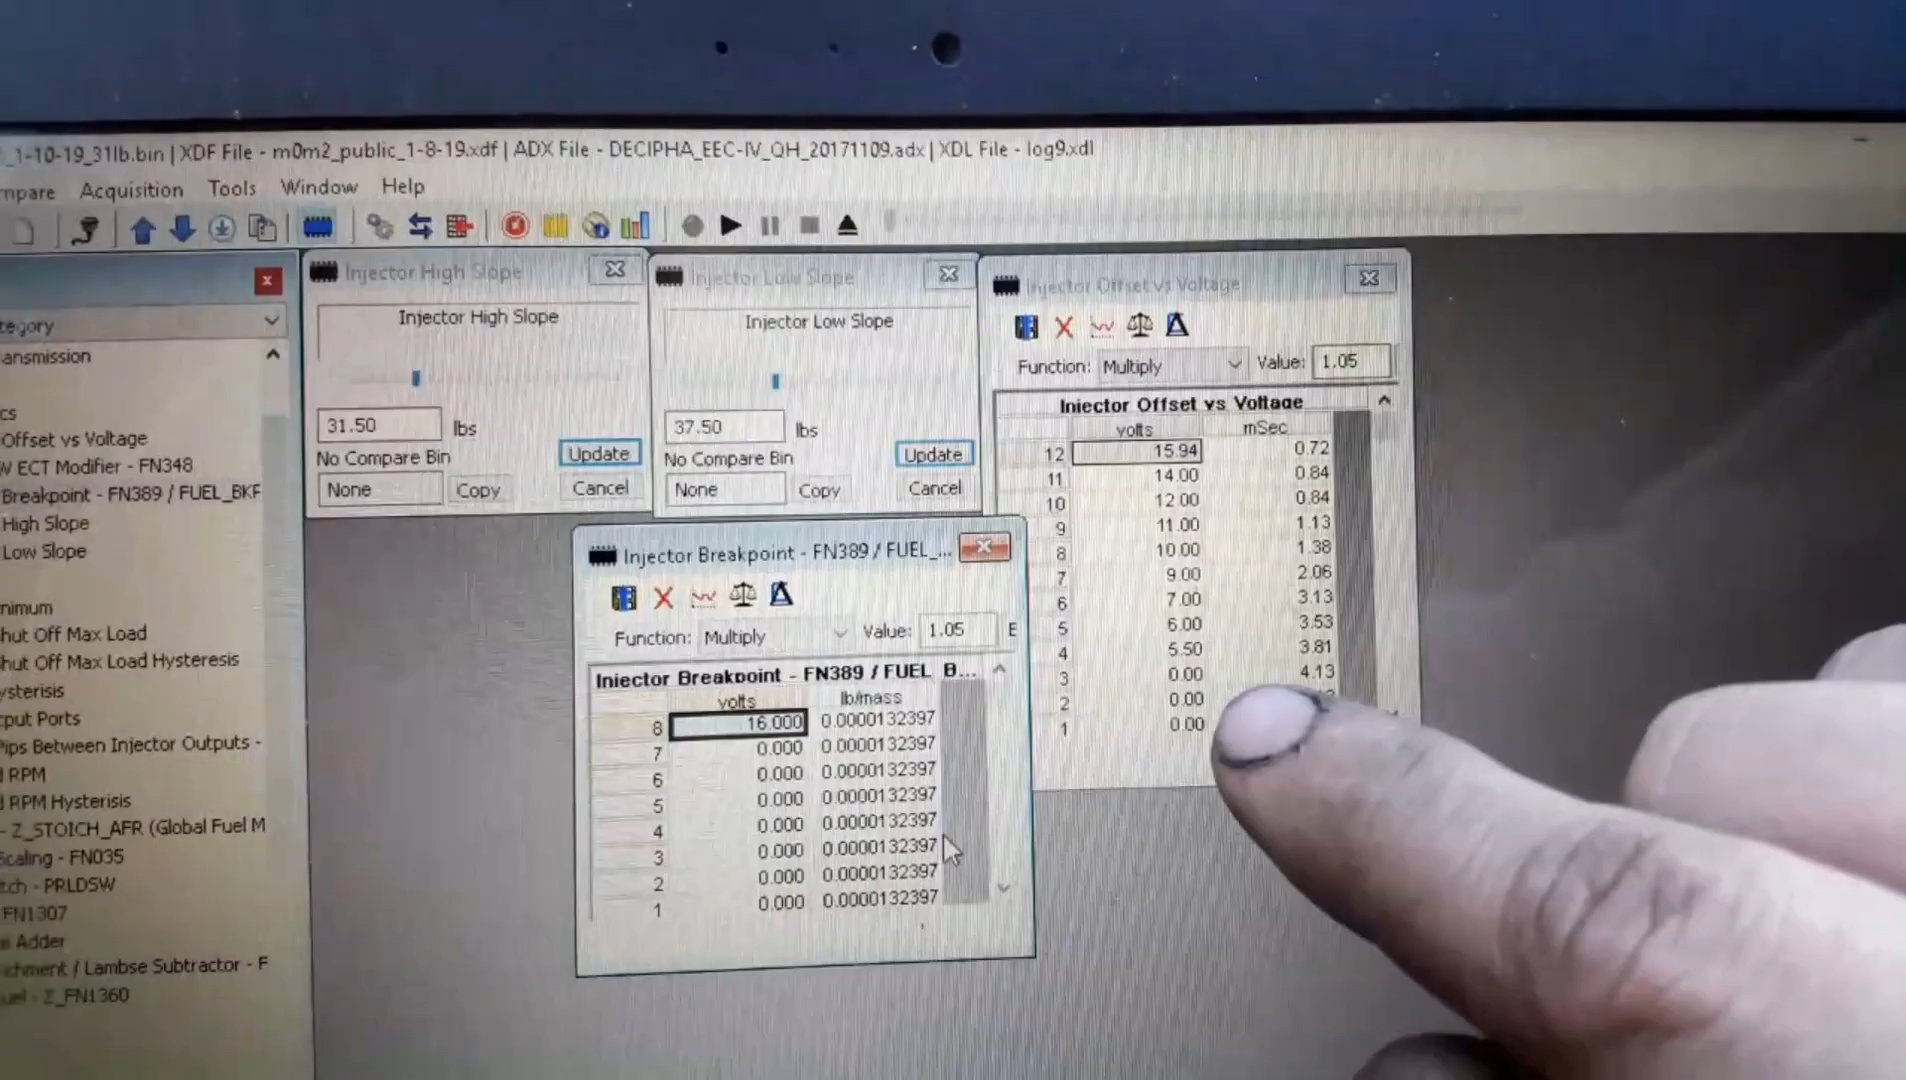 _1-10-19_31lb.bin | XDF File - m0m2_public_1-8-19.xdf | ADX File - DECIPHA_EEC-IV_QH_20171109.adx | XDL File - log9.xdl
mpare Acquisition Tools Window Help
tegory
ansmission
cs
Offset vs Voltage
W ECT Modifier - FN348
Breakpoint - FN389 / FUEL_BKF
High Slope
Low Slope
nimum
hut Off Max Load
hut Off Max Load Hysteresis
ysterisis
tput Ports
Pips Between Injector Outputs -
d RPM
d RPM Hysterisis
- Z_STOICH_AFR (Global Fuel M
Scaling - FN035
tch - PRLDSW
FN1307
s Adder
ichment / Lambse Subtractor - F
uel - Z_FN1360
Injector High Slope
Injector High Slope
31.50 lbs
No Compare Bin Update
None Copy Cancel
Injector Low Slope
Injector Low Slope
37.50 lbs
No Compare Bin Update
None Copy Cancel
Injector Offset vs Voltage
Function: Multiply Value: 1.05
Injector Offset vs Voltage
volts mSec
12 15.94 0.72
11 14.00 0.84
10 12.00 0.84
9 11.00 1.13
8 10.00 1.38
7 9.00 2.06
6 7.00 3.13
5 6.00 3.53
4 5.50 3.81
3 0.00 4.13
2 0.00
1 0.00
Injector Breakpoint - FN389 / FUEL_...
Function: Multiply Value: 1.05 E
Injector Breakpoint - FN389 / FUEL_B...
volts lb/mass
8 16.000 0.0000132397
7 0.000 0.0000132397
6 0.000 0.0000132397
5 0.000 0.0000132397
4 0.000 0.0000132397
3 0.000 0.0000132397
2 0.000 0.0000132397
1 0.000 0.0000132397